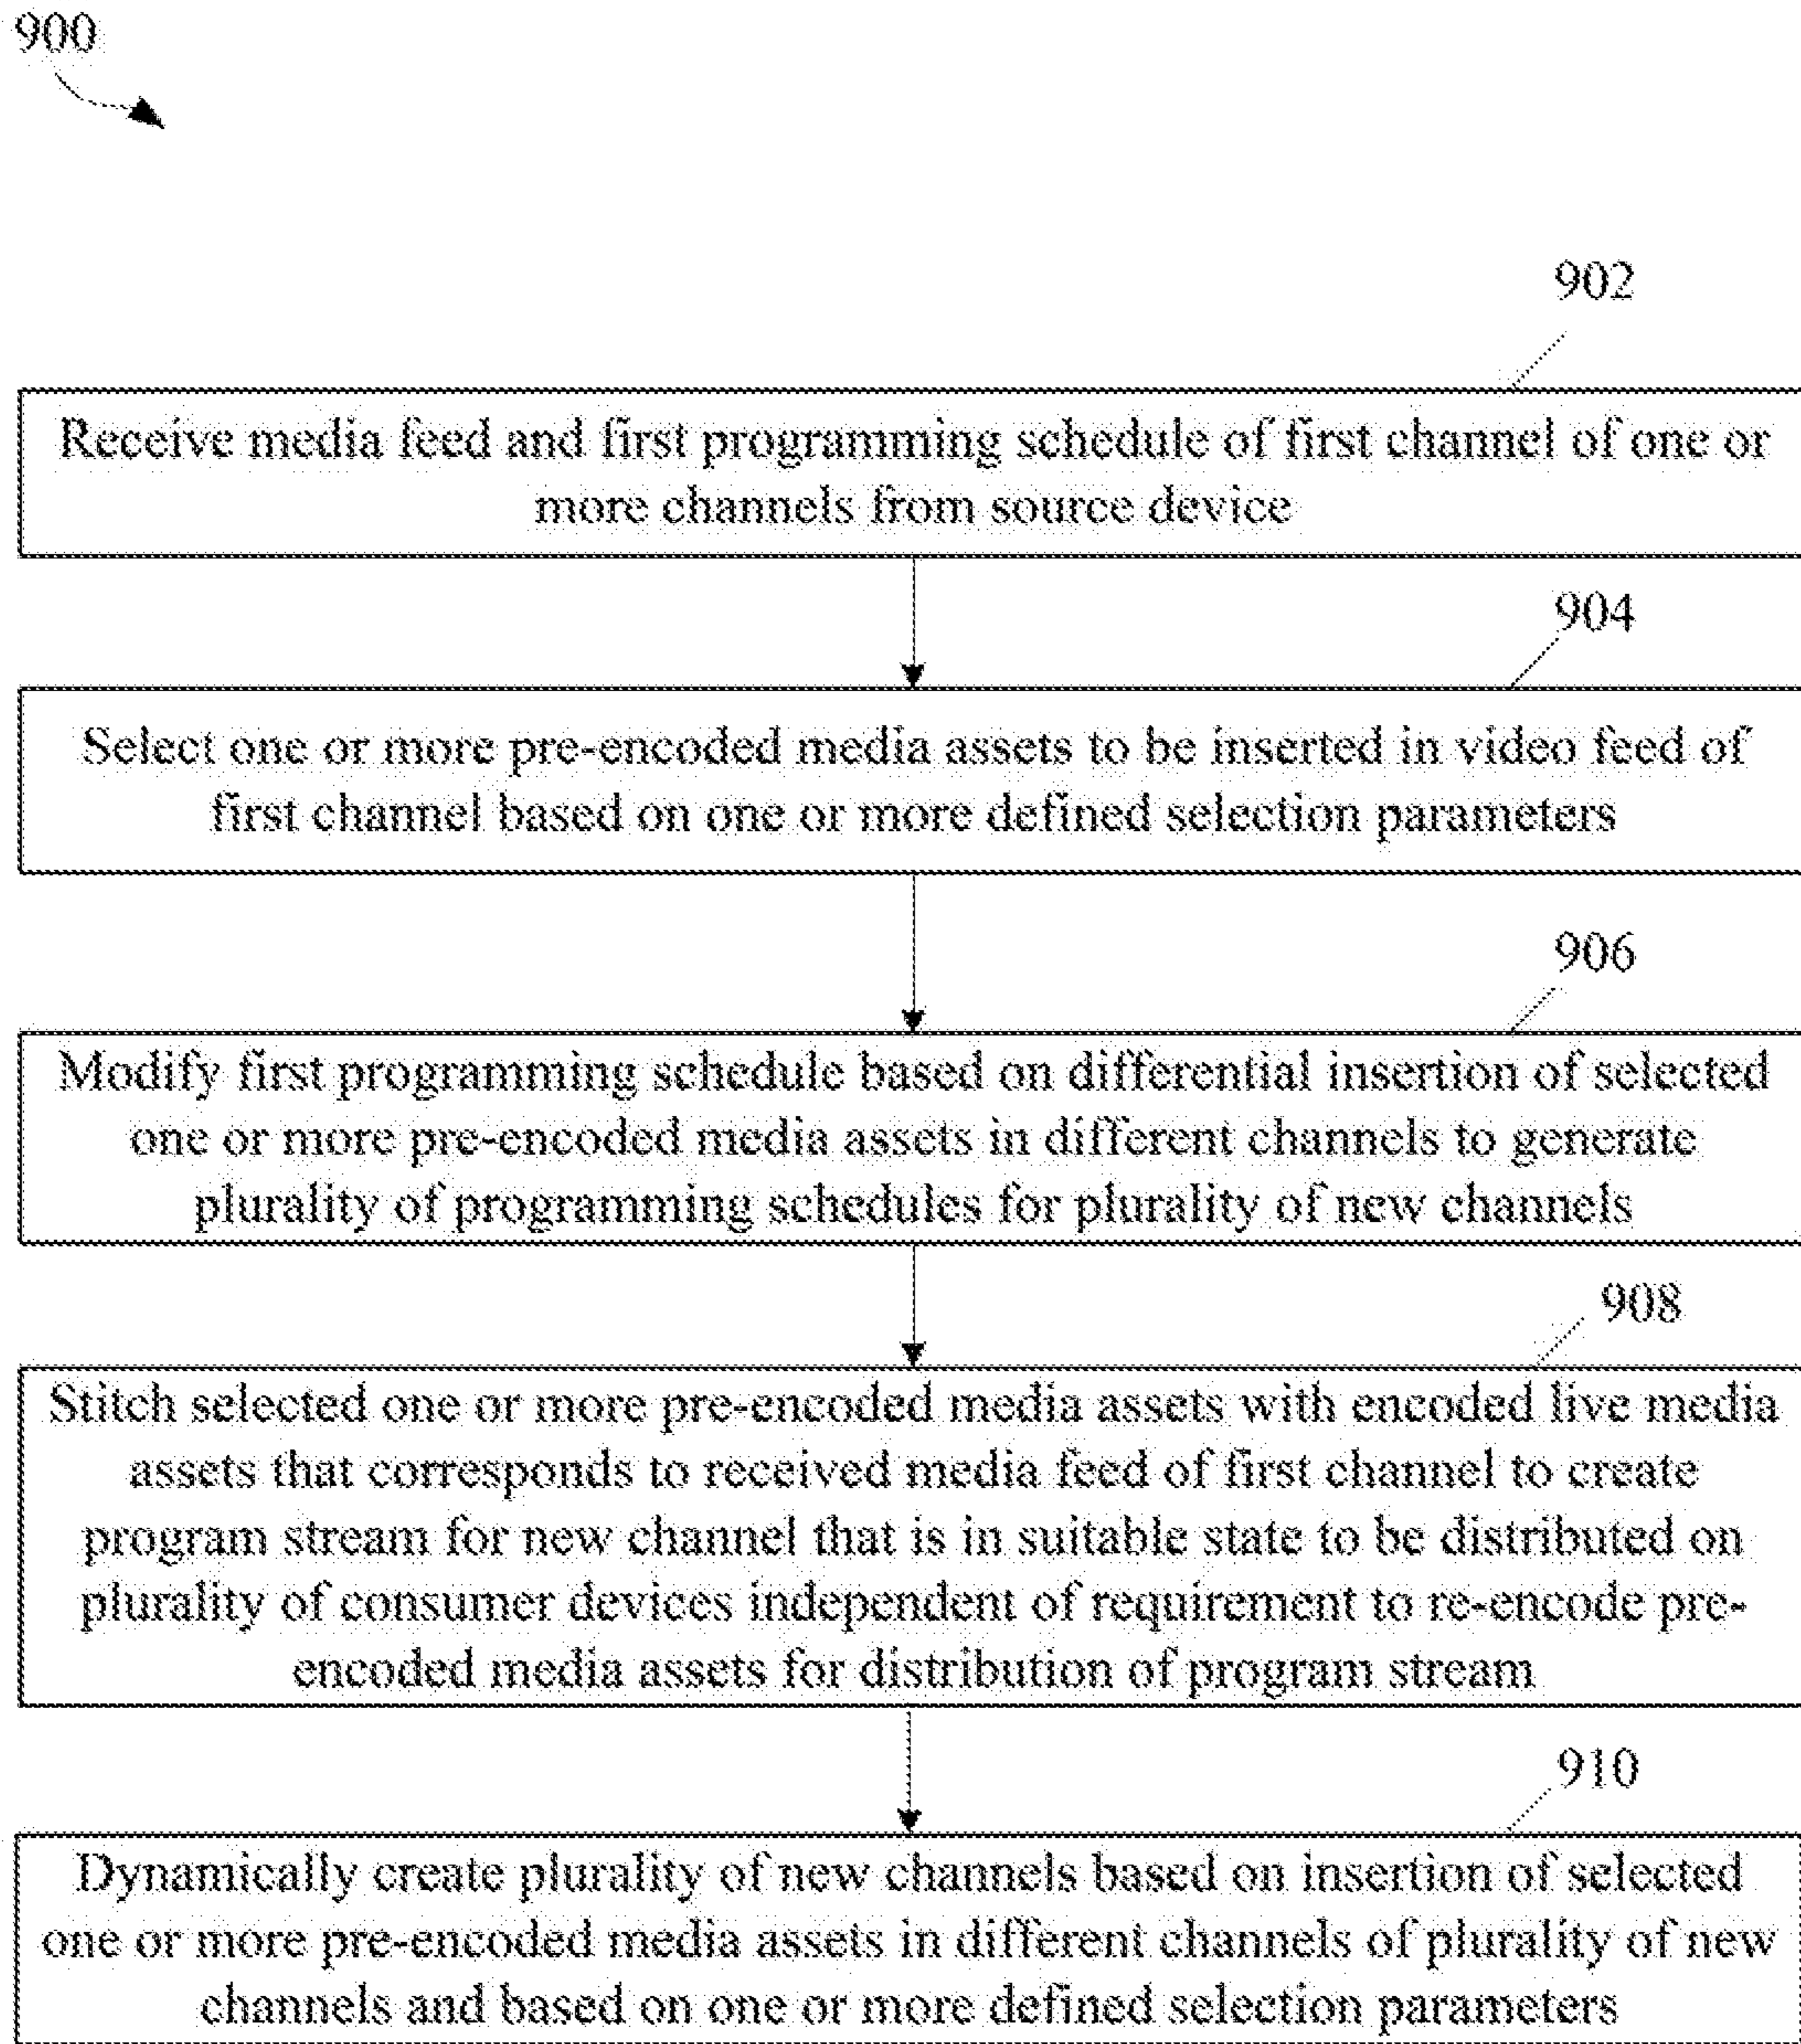 900
902
Receive media feed and first programming schedule of first channel of one or
more channels from source device
904
Select one or more pre-encoded media assets to be inserted in video feed of
first channel based on one or more defined selection parameters
906
Modify first programming schedule based on differential insertion of selected
one or more pre-encoded media assets in different channels to generate
plurality of programming schedules for plurality of new channels
908
Stitch selected one or more pre-encoded media assets with encoded live media
assets that corresponds to received media feed of first channel to create
program stream for new channel that is in suitable state to be distributed on
plurality of consumer devices independent of requirement to re-encode pre-
encoded media assets for distribution of program stream
910
Dynamically create plurality of new channels based on insertion of selected
one or more pre-encoded media assets in different channels of plurality of new
channels and based on one or more defined selection parameters